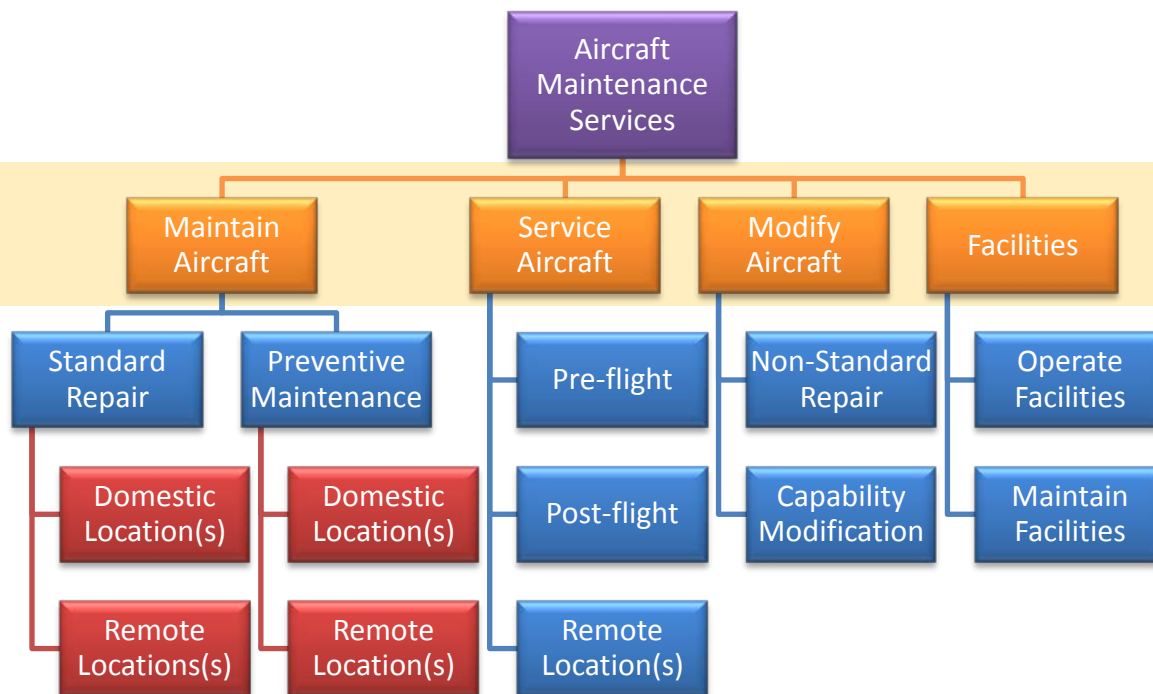 Aircraft
Maintenance
Services
Maintain
Aircraft
Service
Aircraft
Modify
Aircraft
Facilities
Standard
Repair
Preventive
Maintenance
Pre-flight
Non-Standard
Repair
Operate
Facilities
Domestic
Location(s)
Domestic
Location(s)
Post-flight
Capability
Modification
Maintain
Facilities
Remote
Locations(s)
Remote
Location(s)
Remote
Location(s)